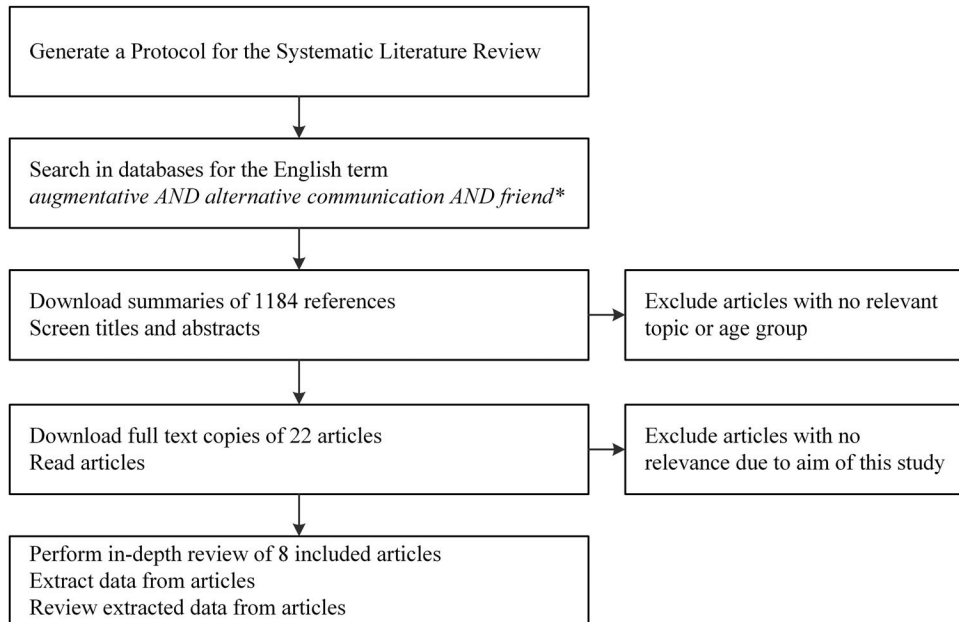 Generate a Protocol for the Systematic Literature Review
Search in databases for the English term
augmentative AND alternative communication AND friend*
Download summaries of 1184 references
Screen titles and abstracts
Exclude articles with no relevant
topic or age group
Download full text copies of 22 articles
Read articles
Exclude articles with no
relevance due to aim of this study
Perform in-depth review of 8 included articles
Extract data from articles
Review extracted data from articles